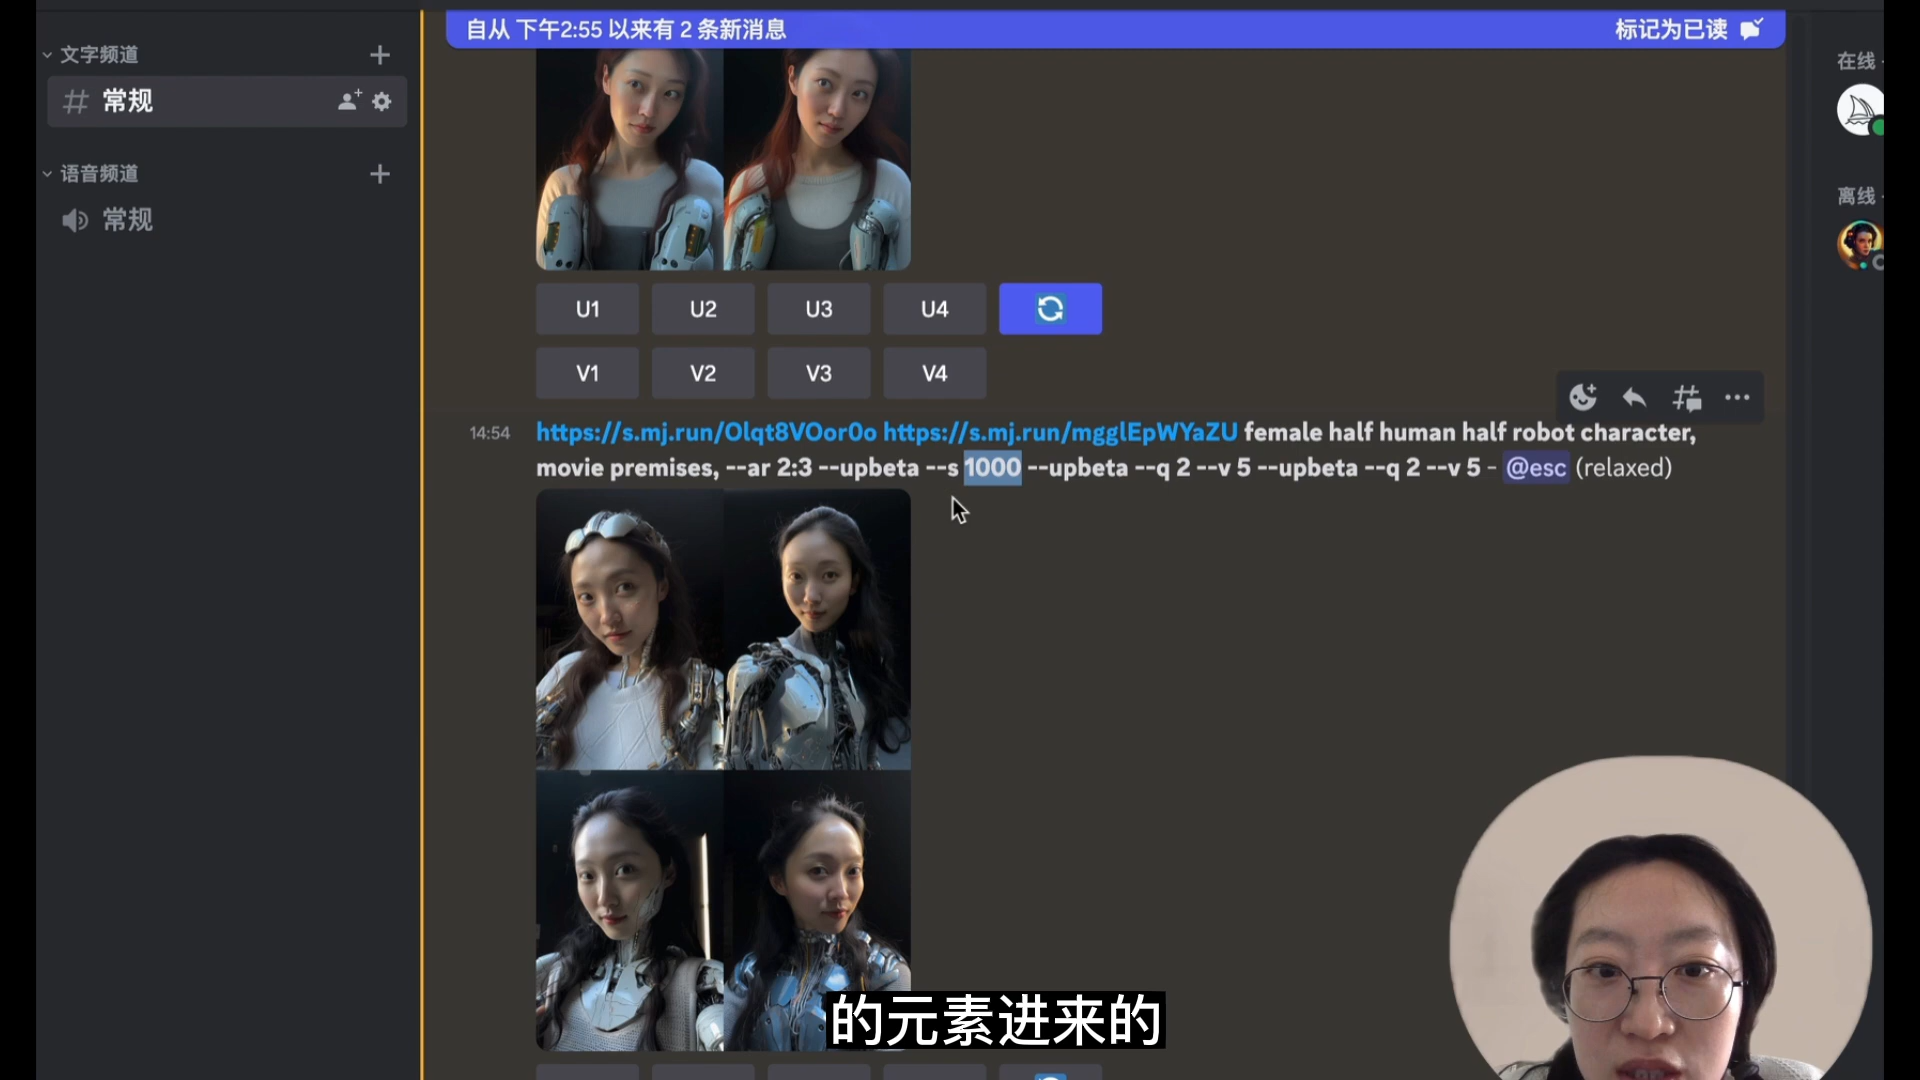 自从 下午2:55 以来有 2 条新消息
标记为已读
文字频道
常规
语音频道
常规
在线
离线
U1 U2 U3 U4
V1 V2 V3 V4
14:54
https://s.mj.run/Olqt8VOor0o https://s.mj.run/mgglEpWYaZU female half human half robot character,
movie premises, --ar 2:3 --upbeta --s 1000 --upbeta --q 2 --v 5 --upbeta --q 2 --v 5 - @esc (relaxed)
的元素进来的